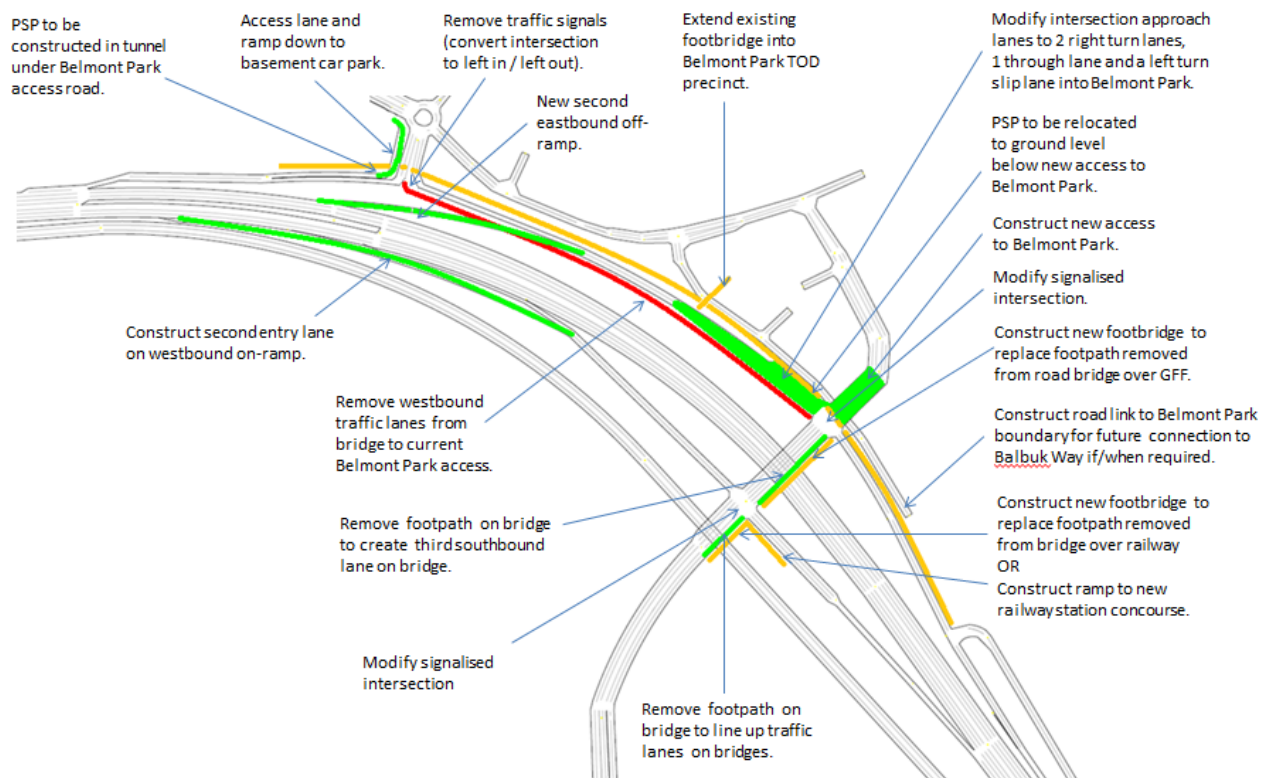 PSP to be
constructed in tunnel
under Belmont Park
access road.
Access lane and
ramp down to
basement car park.
Remove traffic signals
(convert intersection
to left in / left out).
New second
eastbound off-
ramp.
Extend existing
footbridge into
Belmont Park TOD
precinct.
Modify intersection approach
lanes to 2 right turn lanes,
1 through lane and a left turn
slip lane into Belmont Park.
PSP to be relocated
to ground level
below new access to
Belmont Park.
Construct new access
to Belmont Park.
Modify signalised
intersection.
Construct new footbridge to
replace footpath removed
from road bridge over GFF.
Construct road link to Belmont Park
boundary for future connection to
Balbuk Way if/when required.
Construct new footbridge to
replace footpath removed
from bridge over railway
OR
Construct ramp to new
railway station concourse.
Construct second entry lane
on westbound on-ramp.
Remove westbound
traffic lanes from
bridge to current
Belmont Park access.
Remove footpath on bridge
to create third southbound
lane on bridge.
Modify signalised
intersection
Remove footpath on
bridge to line up traffic
lanes on bridges.